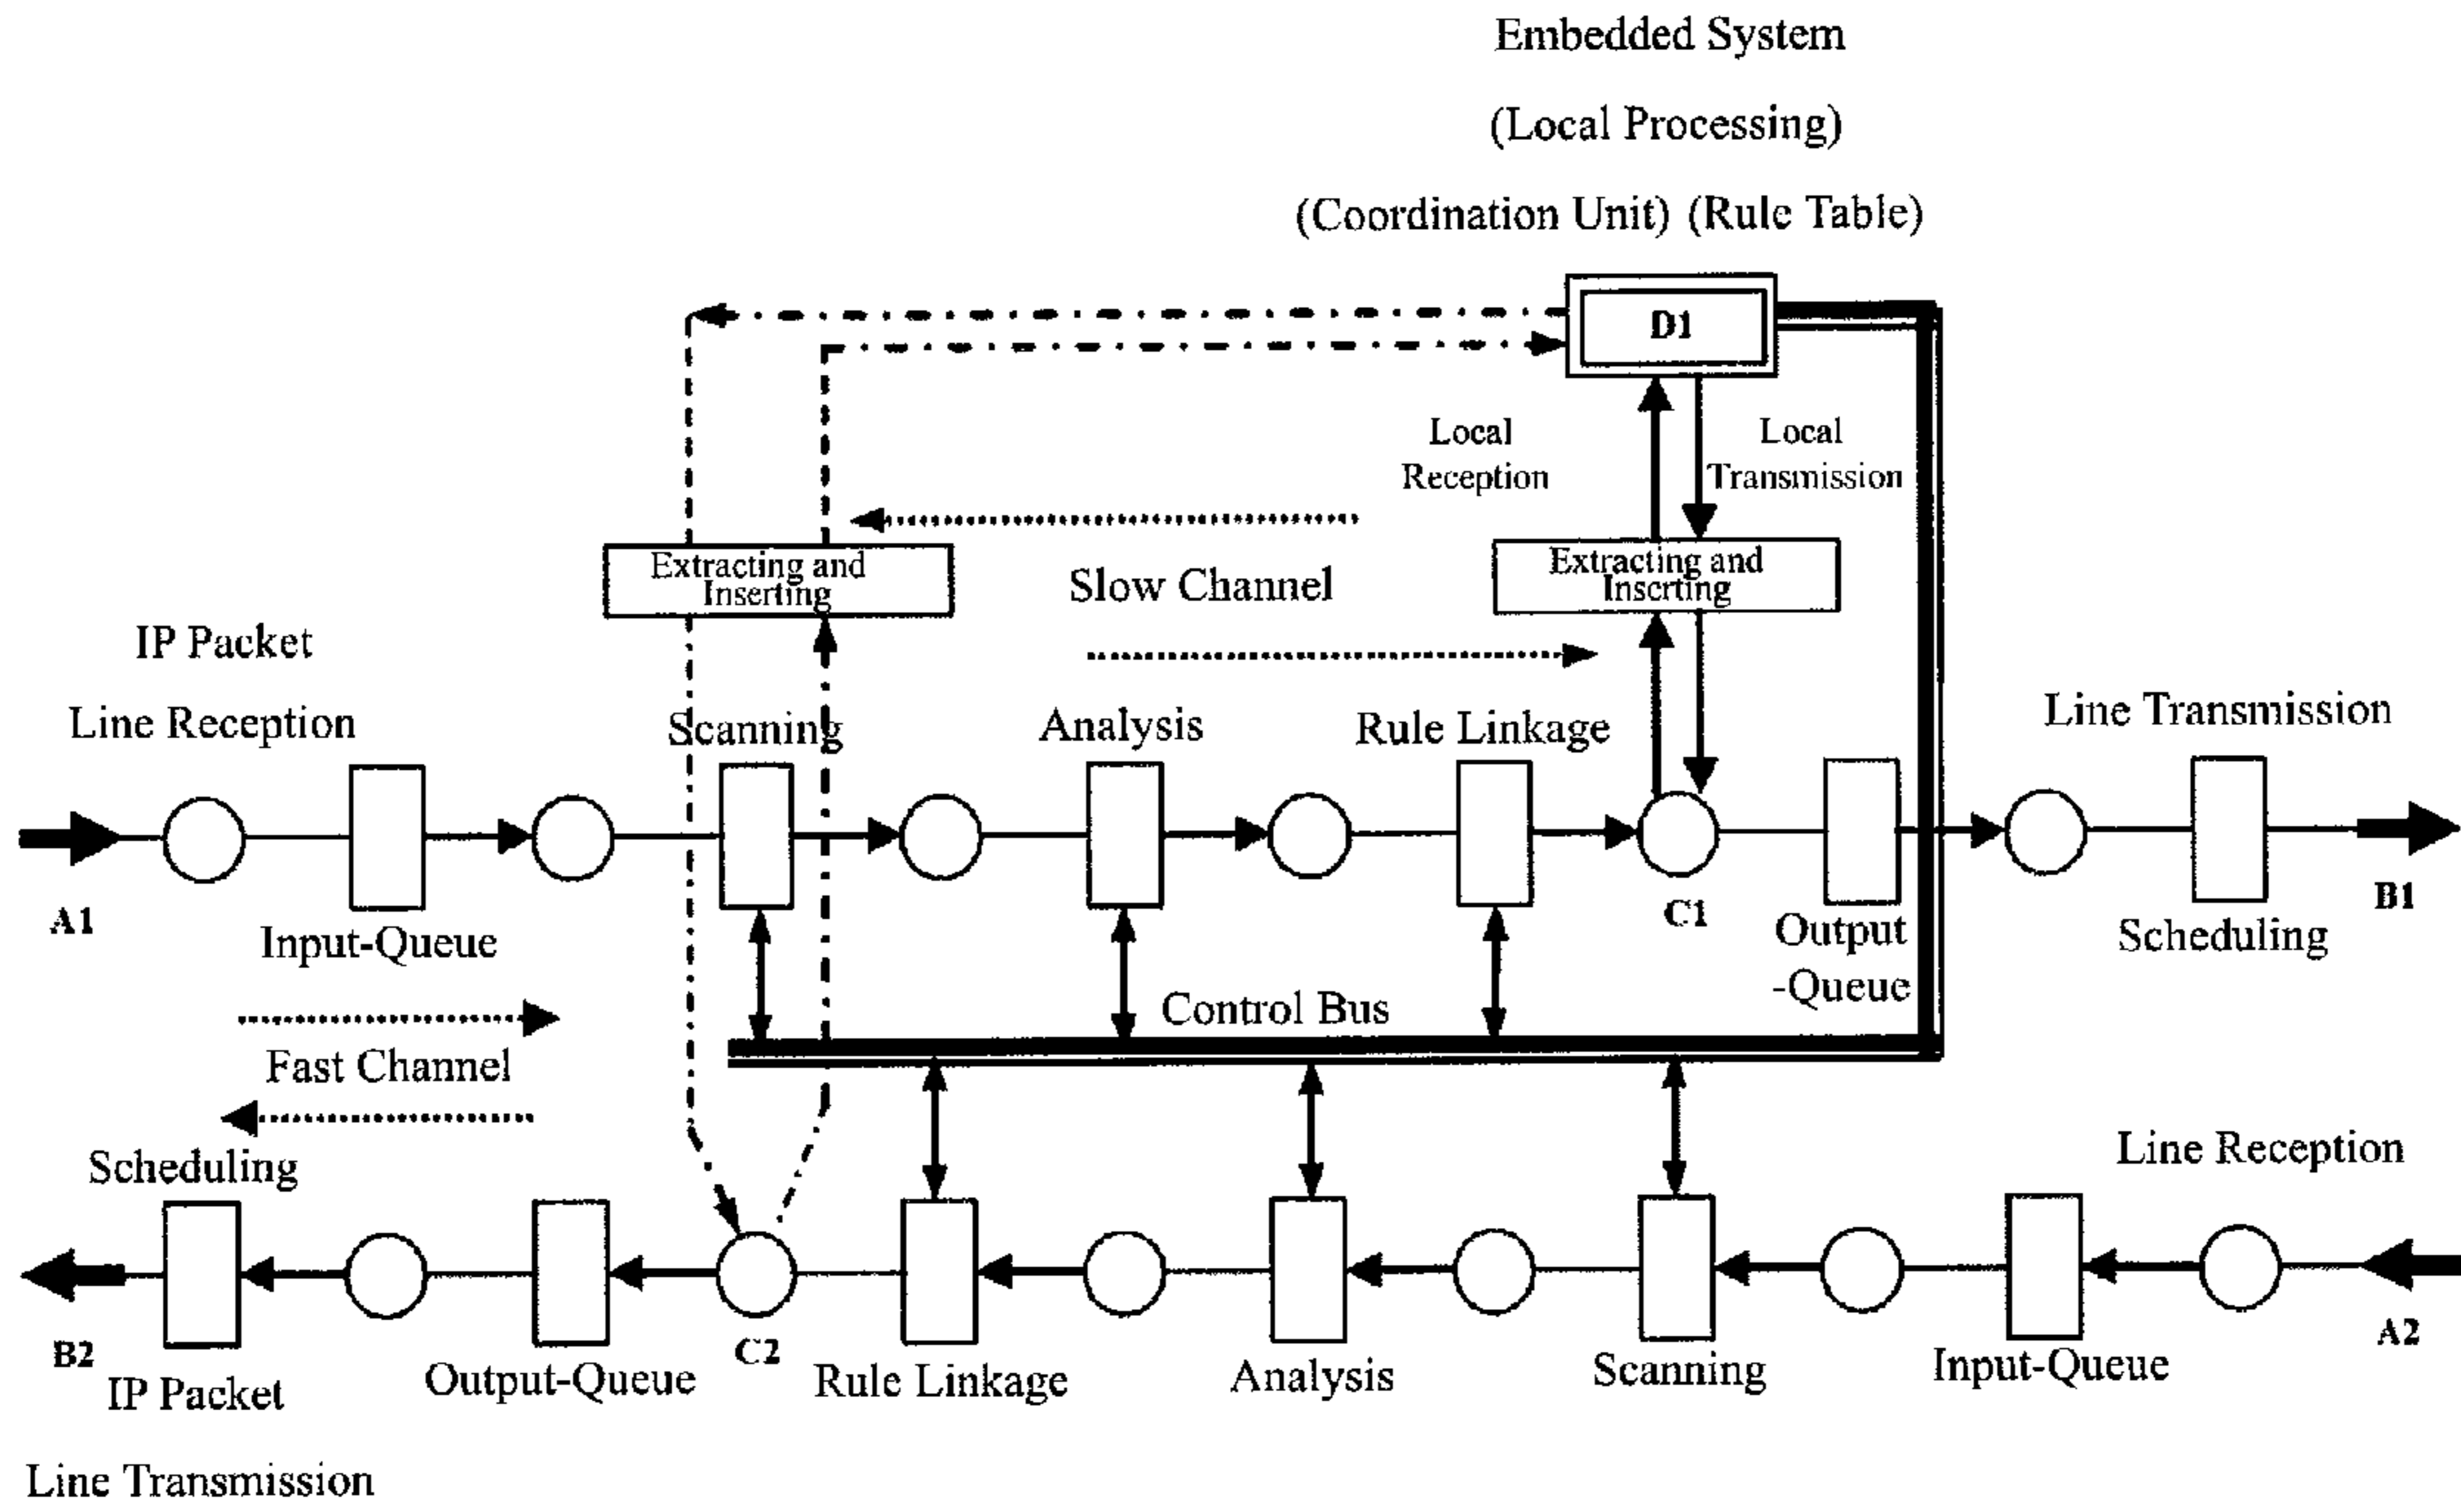 Embedded System
(Local Processing)
(Coordination Unit) (Rule Table)
D1
Local
Reception
Local
Transmission
Extracting and
Inserting
Slow Channel
Extracting and
Inserting
IP Packet
Line Reception
Scanning
Analysis
Rule Linkage
Line Transmission
A1
Input-Queue
C1
Output
-Queue
Scheduling
B1
Control Bus
Fast Channel
Scheduling
Line Reception
B2
IP Packet
Line Transmission
Output-Queue
C2
Rule Linkage
Analysis
Scanning
Input-Queue
A2